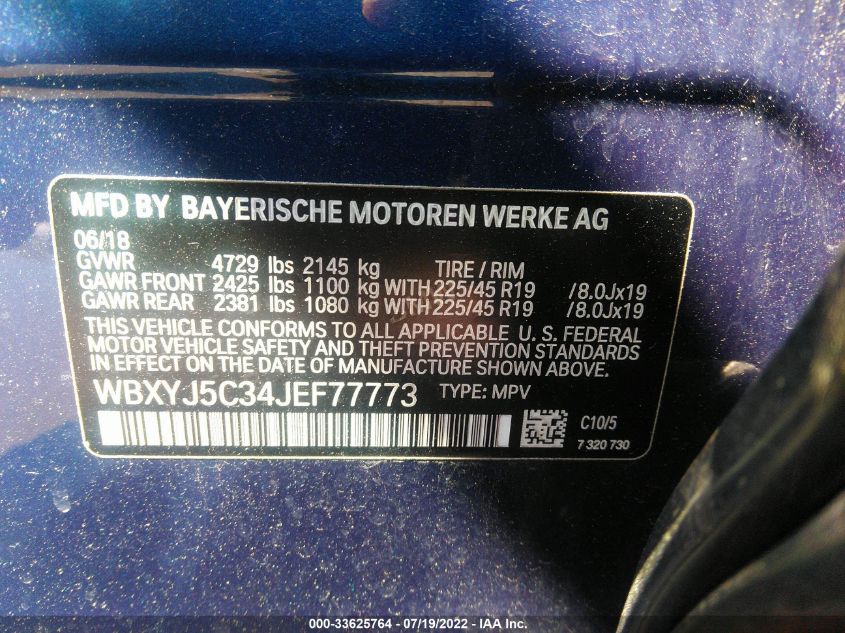 MFD BY BAYERISCHE MOTOREN WERKE AG
06/18
GVWR 4729 lbs 2145 kg TIRE / RIM
GAWR FRONT 2425 lbs 1100 kg WITH 225/45 R19 /8.0Jx19
GAWR REAR 2381 lbs 1080 kg WITH 225/45 R19 /8.0Jx19
THIS VEHICLE CONFORMS TO ALL APPLICABLE U. S. FEDERAL
MOTOR VEHICLE SAFETY AND THEFT PREVENTION STANDARDS
IN EFFECT ON THE DATE OF MANUFACTURE SHOWN ABOVE.
WBXYJ5C34JEF77773 TYPE: MPV
C10/5
7 320 730
000-33625764 - 07/19/2022 - IAA Inc.